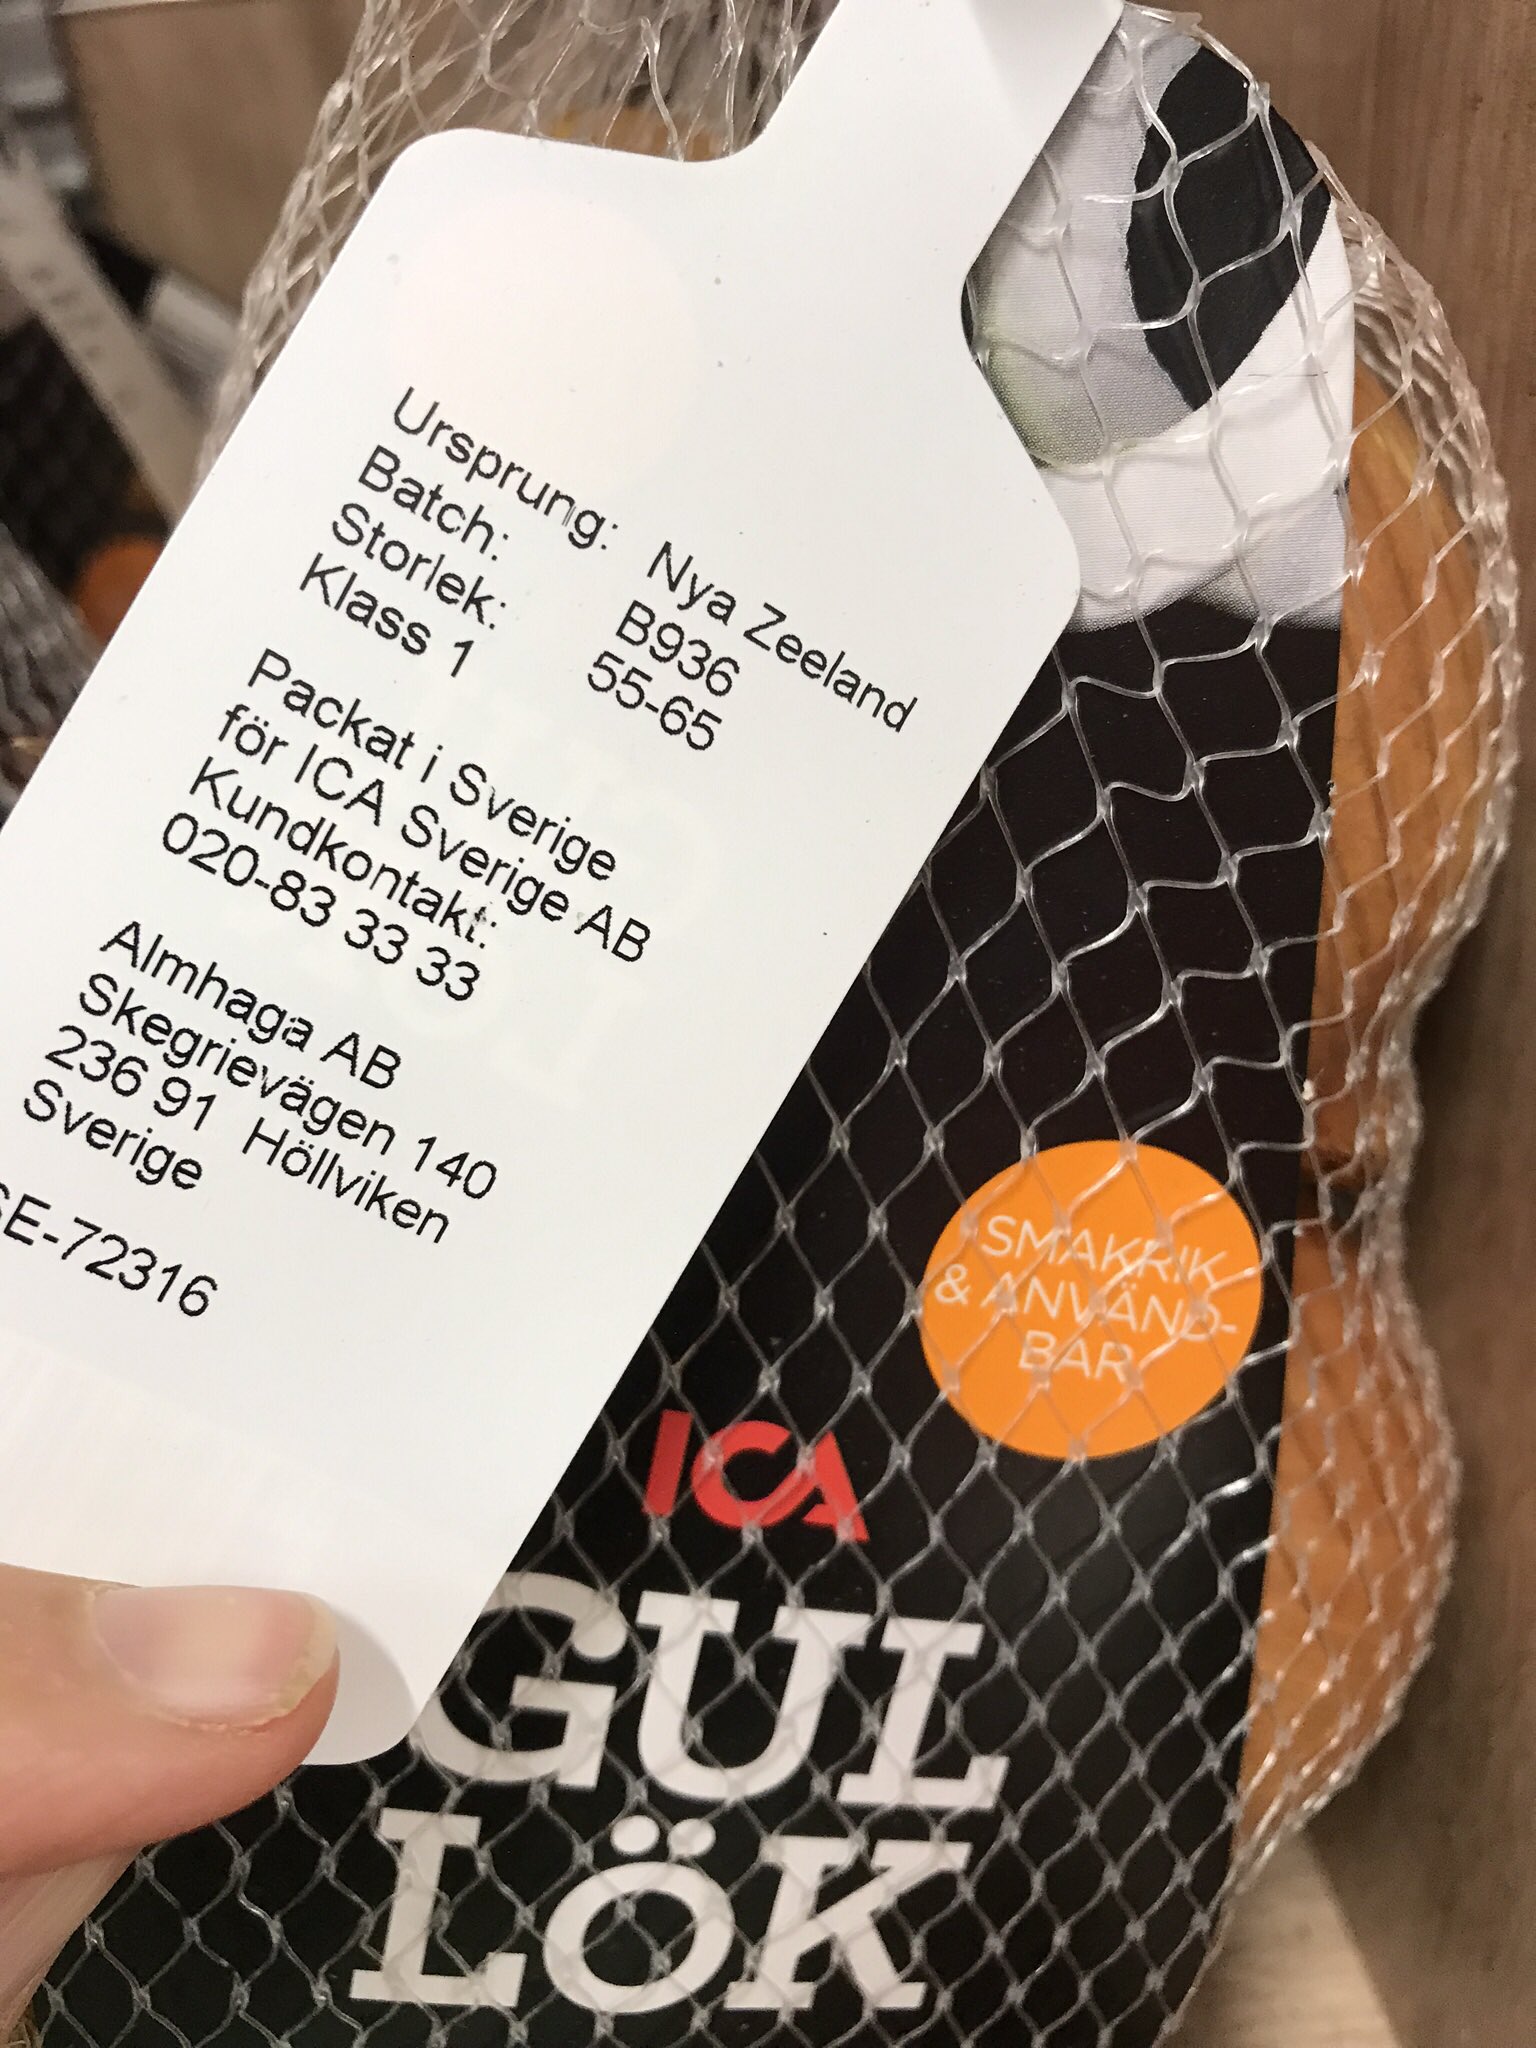 Ursprung: Nya Zeeland
Batch: B936
Storlek: 55-65
Klass 1
Packat i Sverige
för ICA Sverige AB
Kundkontakt:
020-83 33 33
Almhaga AB
Skegrievägen 140
236 91 Höllviken
Sverige
SE-72316
SMAKRIK
& ANVÄND-
BAR
ICA
GUL
LÖK